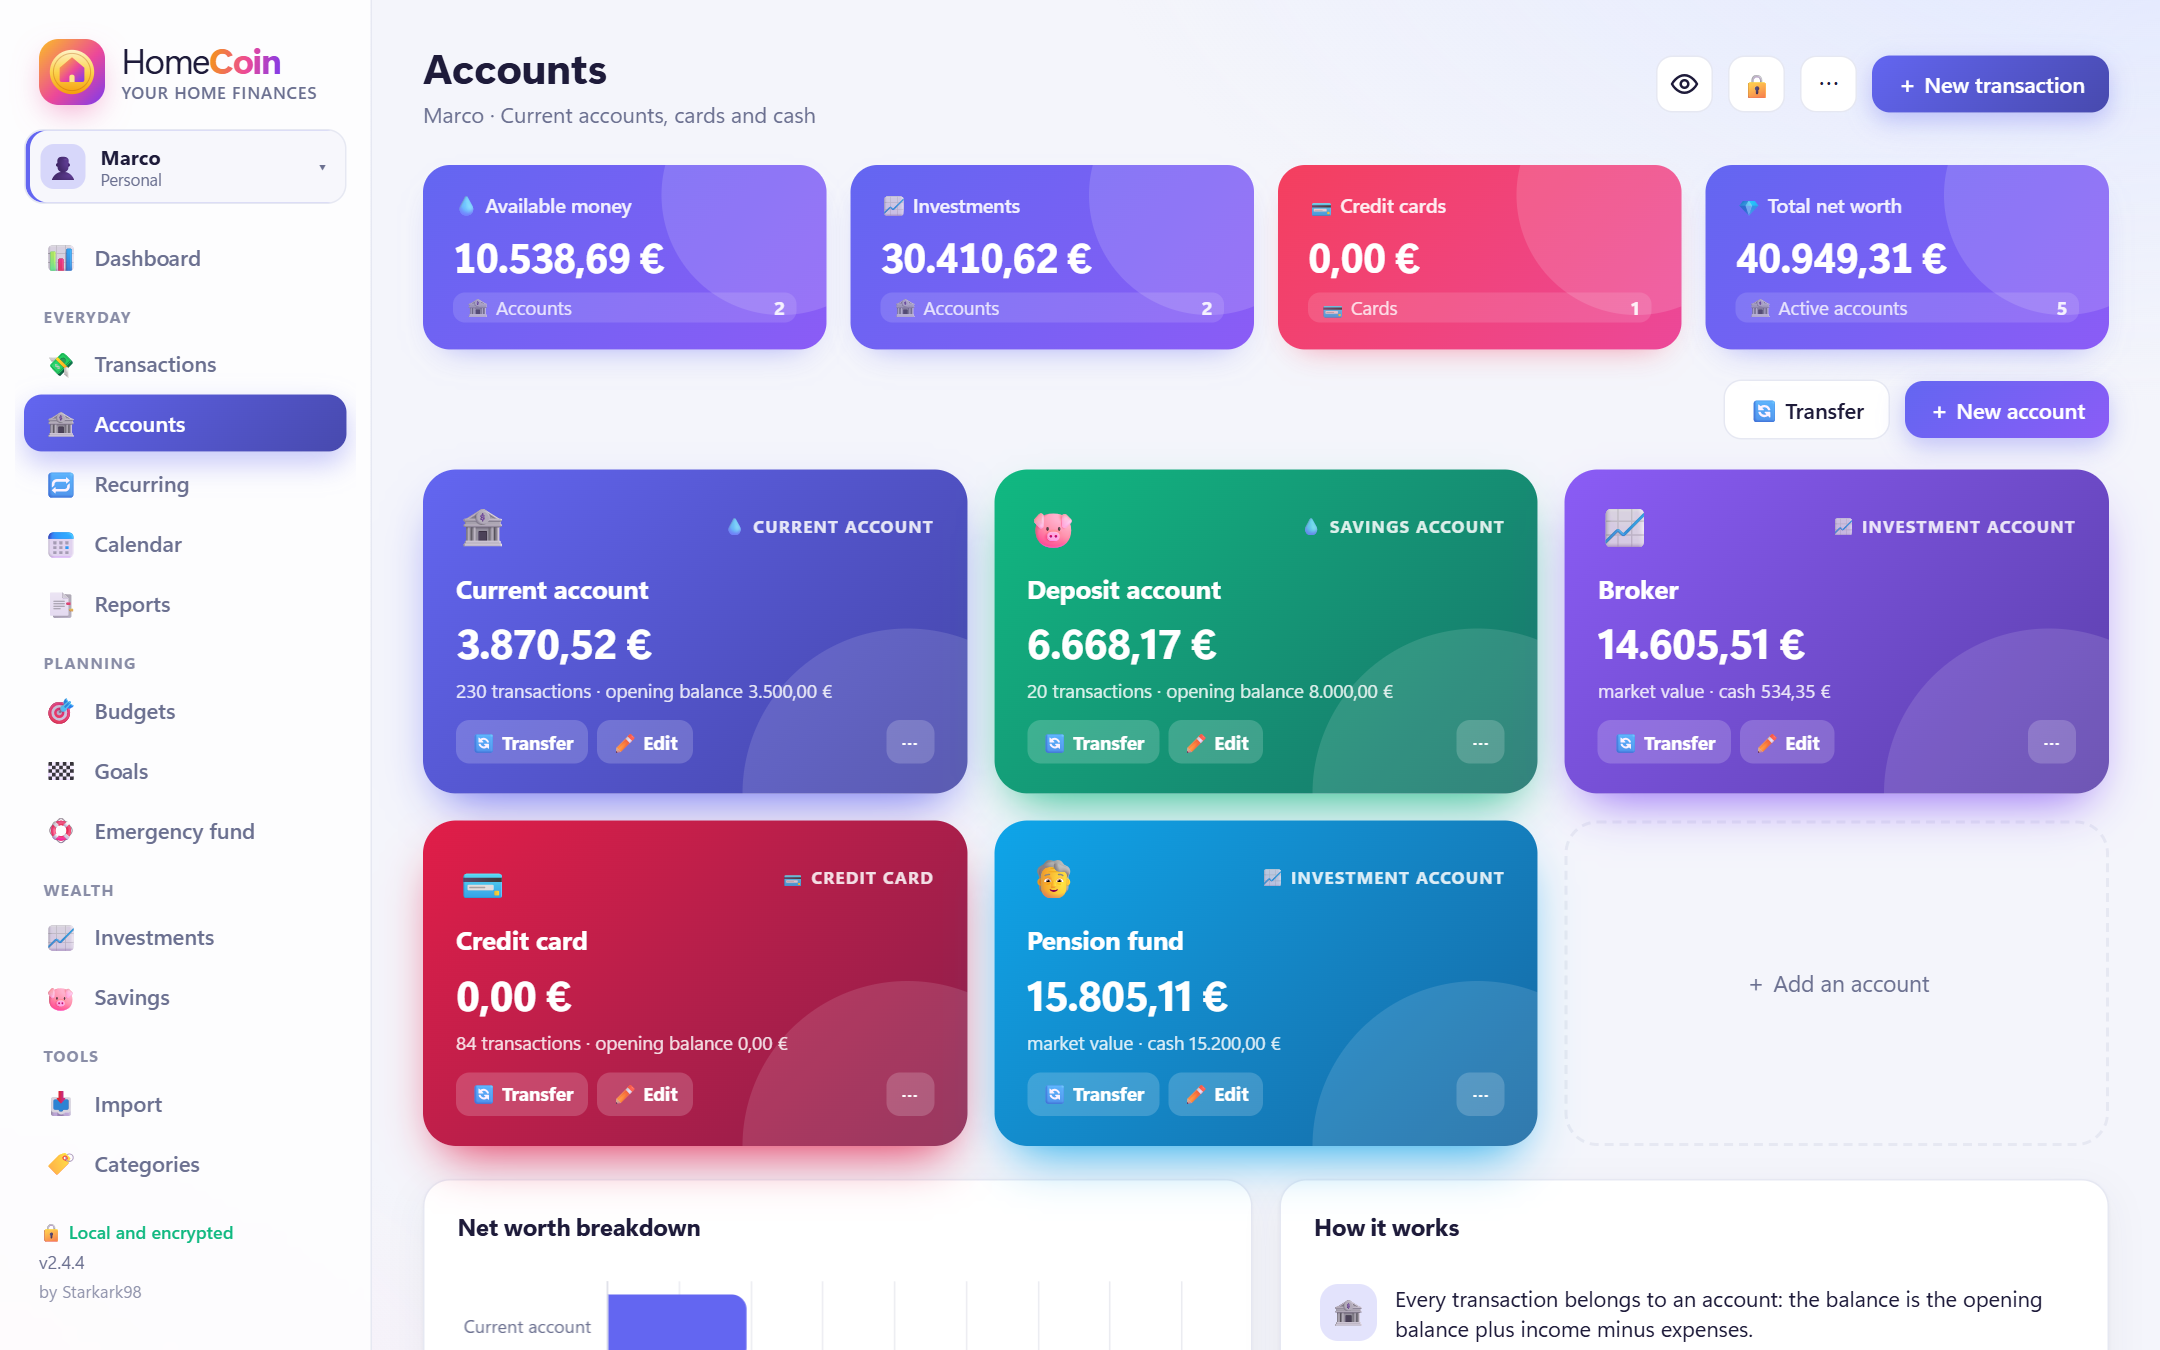 HomeCoin
YOUR HOME FINANCES
Marco
Personal
Dashboard
EVERYDAY
Transactions
Accounts
Recurring
Calendar
Reports
PLANNING
Budgets
Goals
Emergency fund
WEALTH
Investments
Savings
TOOLS
Import
Categories
Local and encrypted
v2.4.4
by Starkark98
Accounts
Marco · Current accounts, cards and cash
+ New transaction
Available money
10.538,69 €
Accounts 2
Investments
30.410,62 €
Accounts 2
Credit cards
0,00 €
Cards 1
Total net worth
40.949,31 €
Active accounts 5
Transfer
+ New account
CURRENT ACCOUNT
Current account
3.870,52 €
230 transactions · opening balance 3.500,00 €
Transfer Edit ...
SAVINGS ACCOUNT
Deposit account
6.668,17 €
20 transactions · opening balance 8.000,00 €
Transfer Edit ...
INVESTMENT ACCOUNT
Broker
14.605,51 €
market value · cash 534,35 €
Transfer Edit ...
CREDIT CARD
Credit card
0,00 €
84 transactions · opening balance 0,00 €
Transfer Edit ...
INVESTMENT ACCOUNT
Pension fund
15.805,11 €
market value · cash 15.200,00 €
Transfer Edit ...
+ Add an account
Net worth breakdown
Current account
How it works
Every transaction belongs to an account: the balance is the opening
balance plus income minus expenses.